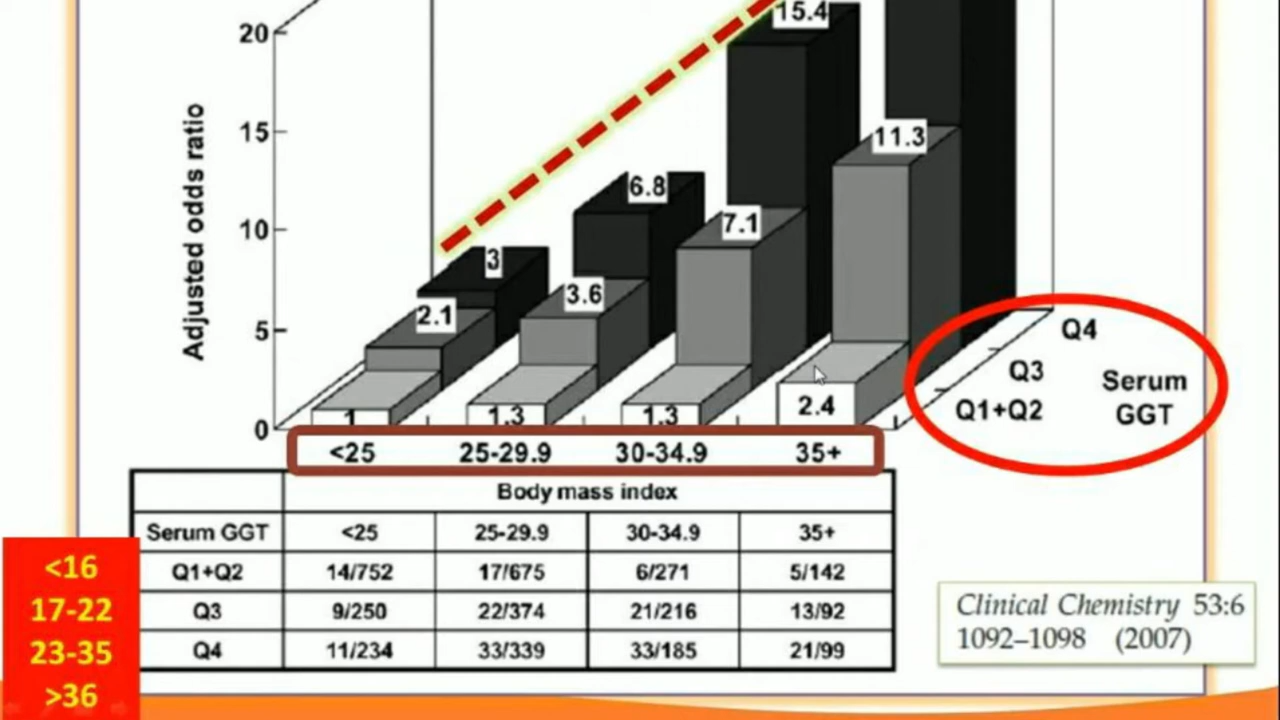 20
15
10
5
0
Adjusted odds ratio
15.4
11.3
6.8
7.1
3
3.6
2.1
1
1.3
1.3
2.4
<25 25-29.9 30-34.9 35+
Q4
Q3
Q1+Q2
Serum
GGT
Body mass index
Serum GGT <25 25-29.9 30-34.9 35+
Q1+Q2 14/752 17/675 6/271 5/142
Q3 9/250 22/374 21/216 13/92
Q4 11/234 33/339 33/185 21/99
<16
17-22
23-35
>36
Clinical Chemistry 53:6
1092–1098 (2007)